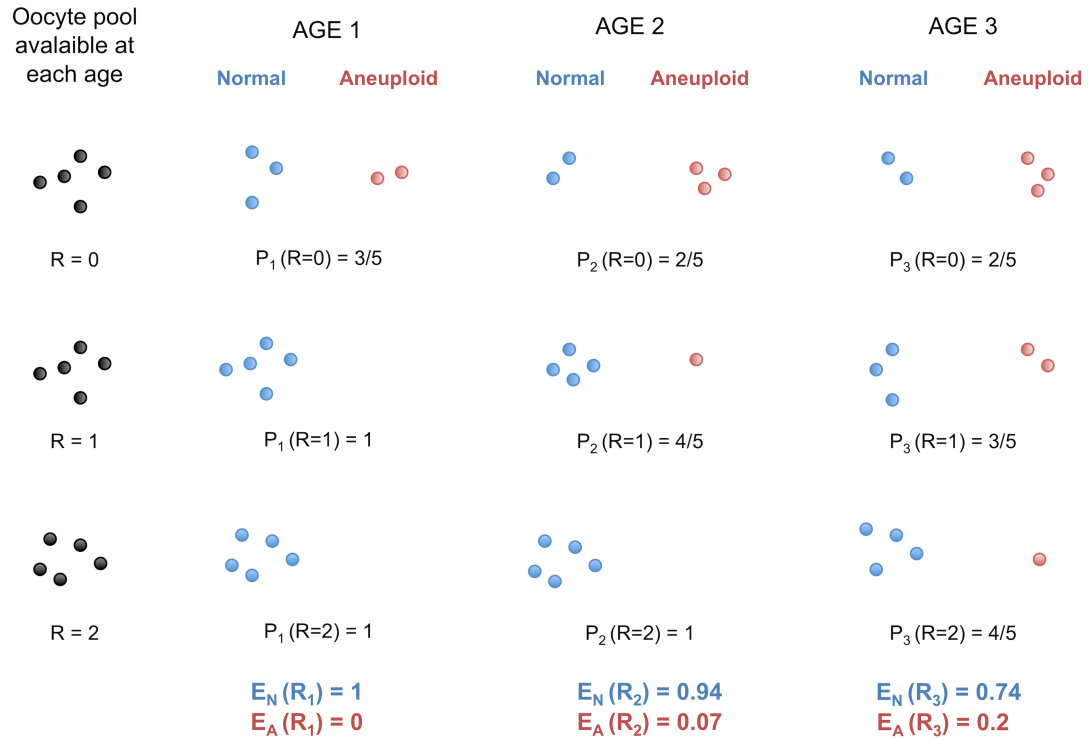 Oocyte pool
avalaible at
each age
AGE 1
AGE 2
AGE 3
Normal
Aneuploid
Normal
Aneuploid
Normal
Aneuploid
R = 0
P1 (R=0) = 3/5
P2 (R=0) = 2/5
P3 (R=0) = 2/5
R = 1
P1 (R=1) = 1
P2 (R=1) = 4/5
P3 (R=1) = 3/5
R = 2
P1 (R=2) = 1
P2 (R=2) = 1
P3 (R=2) = 4/5
EN (R1) = 1
EN (R2) = 0.94
EN (R3) = 0.74
EA (R1) = 0
EA (R2) = 0.07
EA (R3) = 0.2